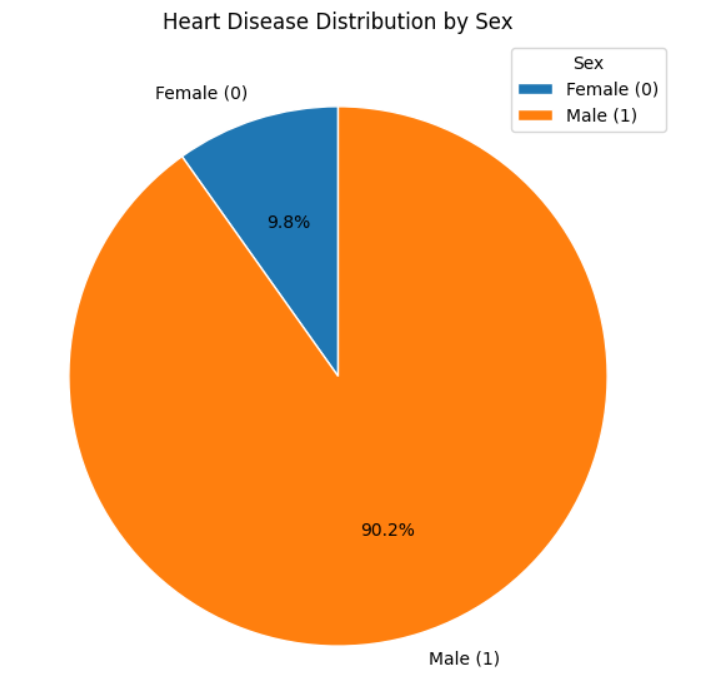 Heart Disease Distribution by Sex
Sex
Female (0)
Male (1)
Female (0)
9.8%
90.2%
Male (1)